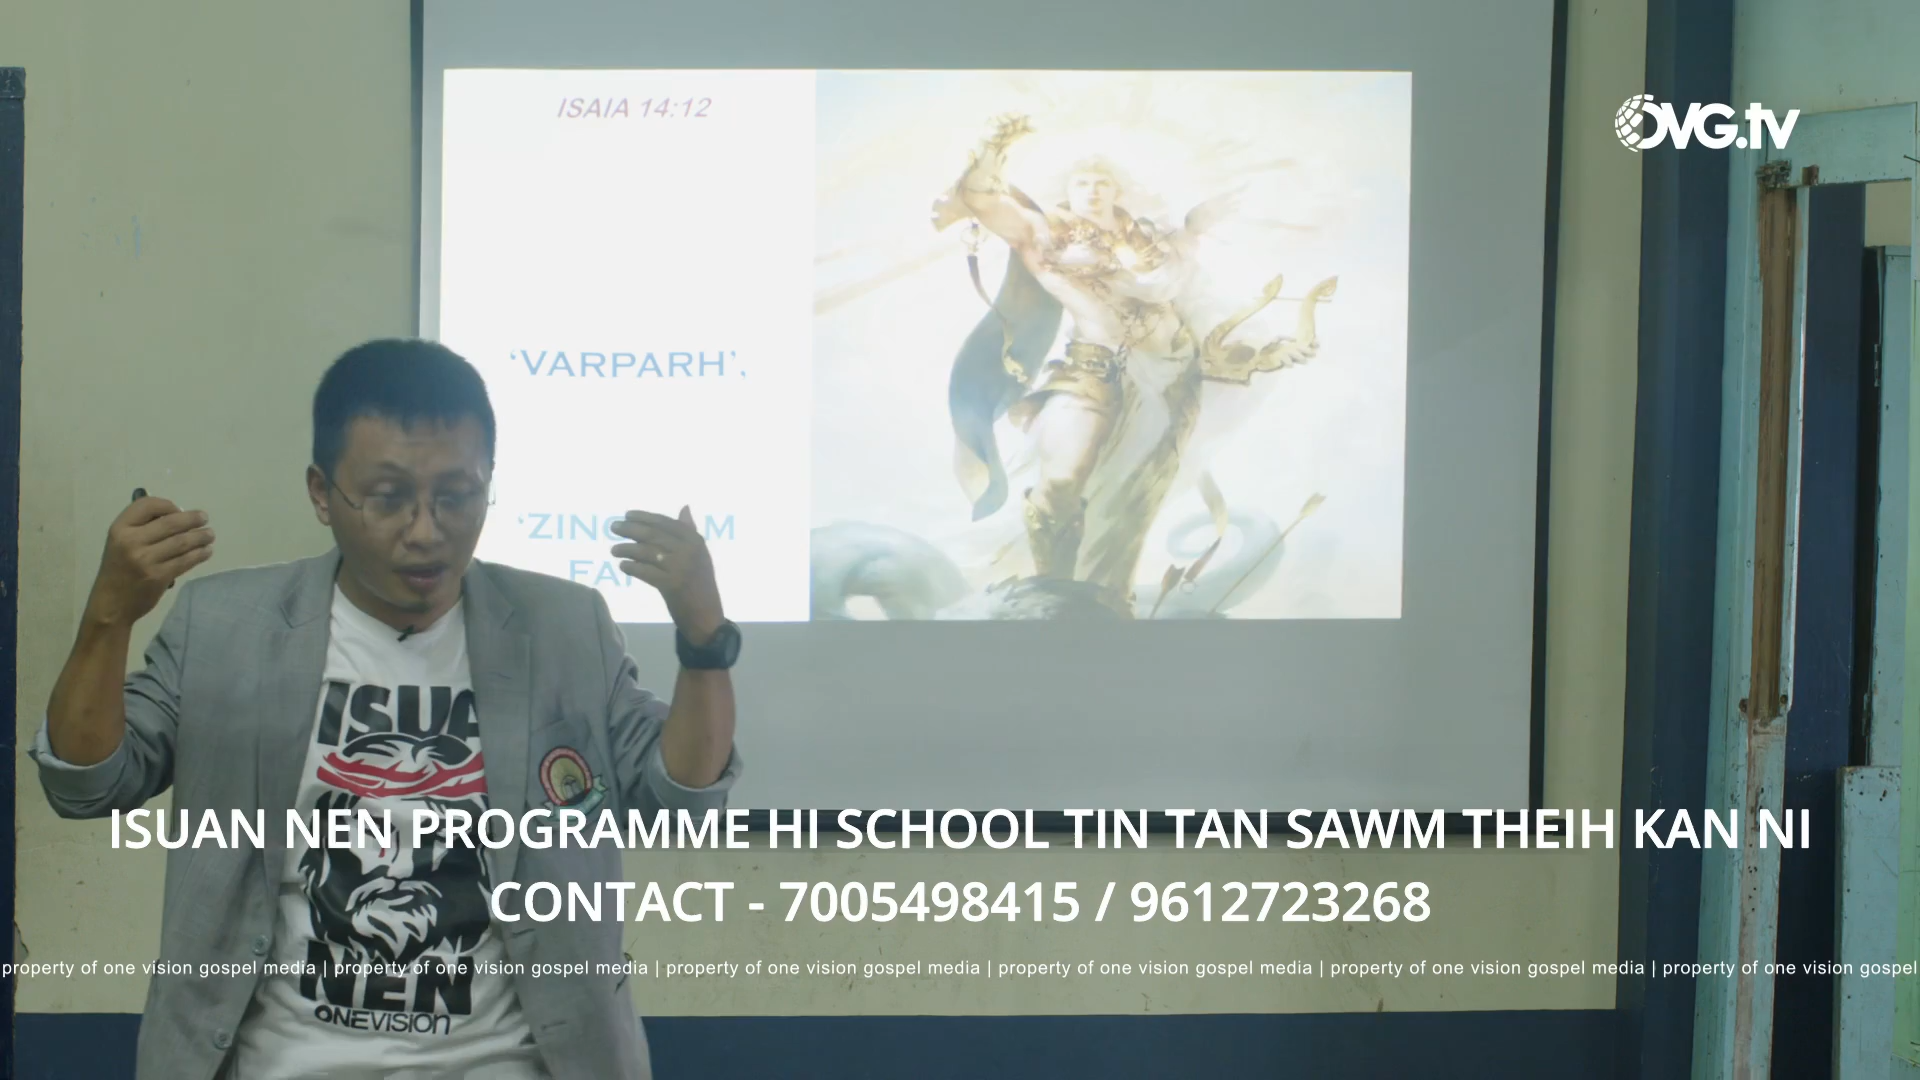 ISAIA 14:12
OVG.tv
'VARPARH',
ISUA
NEN
ONEVISION
ISUAN NEN PROGRAMME HI SCHOOL TIN TAN SAWM THEIH KAN NI
CONTACT - 7005498415 / 9612723268
property of one vision gospel media | property of one vision gospel media | property of one vision gospel media | property of one vision gospel media | property of one vision gospel media | property of one vision gospel